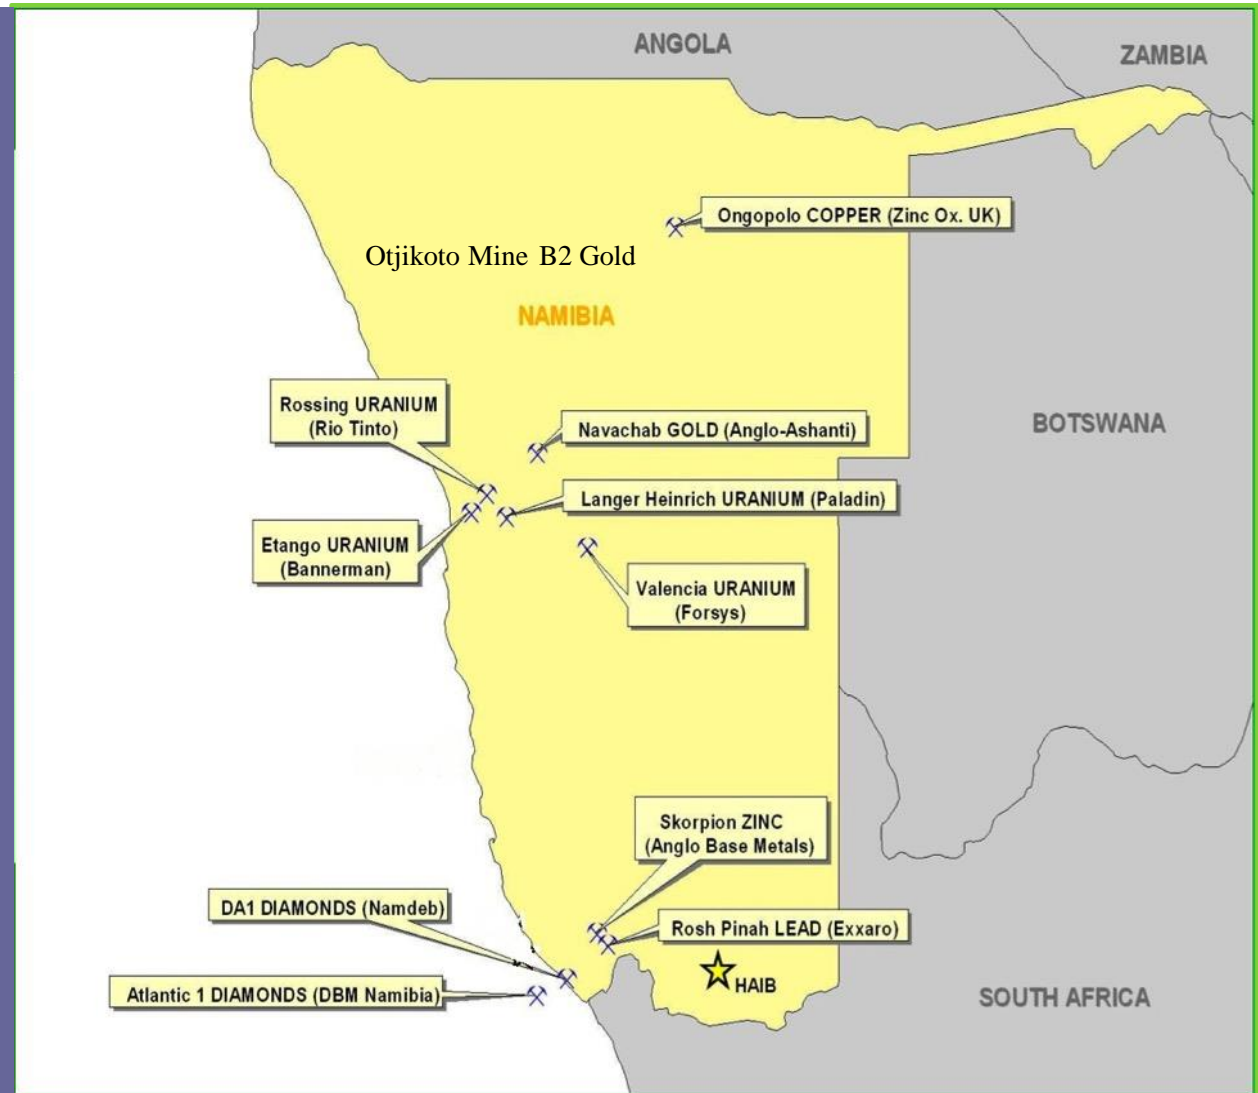 ANGOLA
ZAMBIA
Ongopolo COPPER (Zinc Ox. UK)
Otjikoto Mine B2 Gold
NAMIBIA
Rossing URANIUM
(Rio Tinto)
Navachab GOLD (Anglo-Ashanti)
BOTSWANA
Langer Heinrich URANIUM (Paladin)
Etango URANIUM
(Bannerman)
Valencia URANIUM
(Forsys)
Skorpion ZINC
(Anglo Base Metals)
DA1 DIAMONDS (Namdeb)
Rosh Pinah LEAD (Exxaro)
HAIB
Atlantic 1 DIAMONDS (DBM Namibia)
SOUTH AFRICA